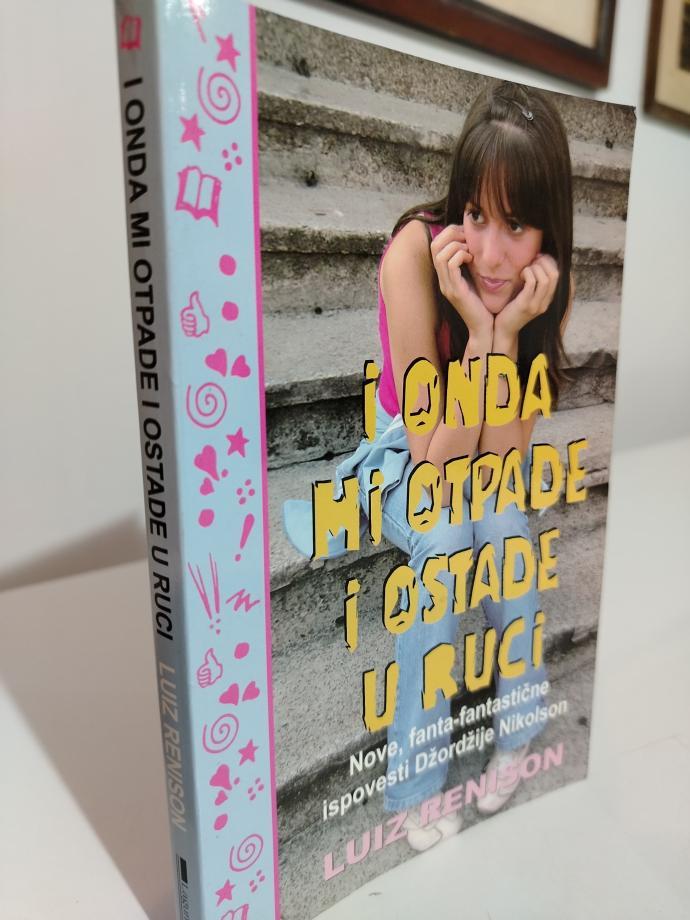 I ONDA MI OTPADE I OSTADE U RUCI LUIZ RENISON
Laguna
i ONDA
Mi OTPADE
i OSTADE
U RUCi
Nove, fanta-fantastične
ispovesti Džordžije Nikolson
LUIZ RENISON